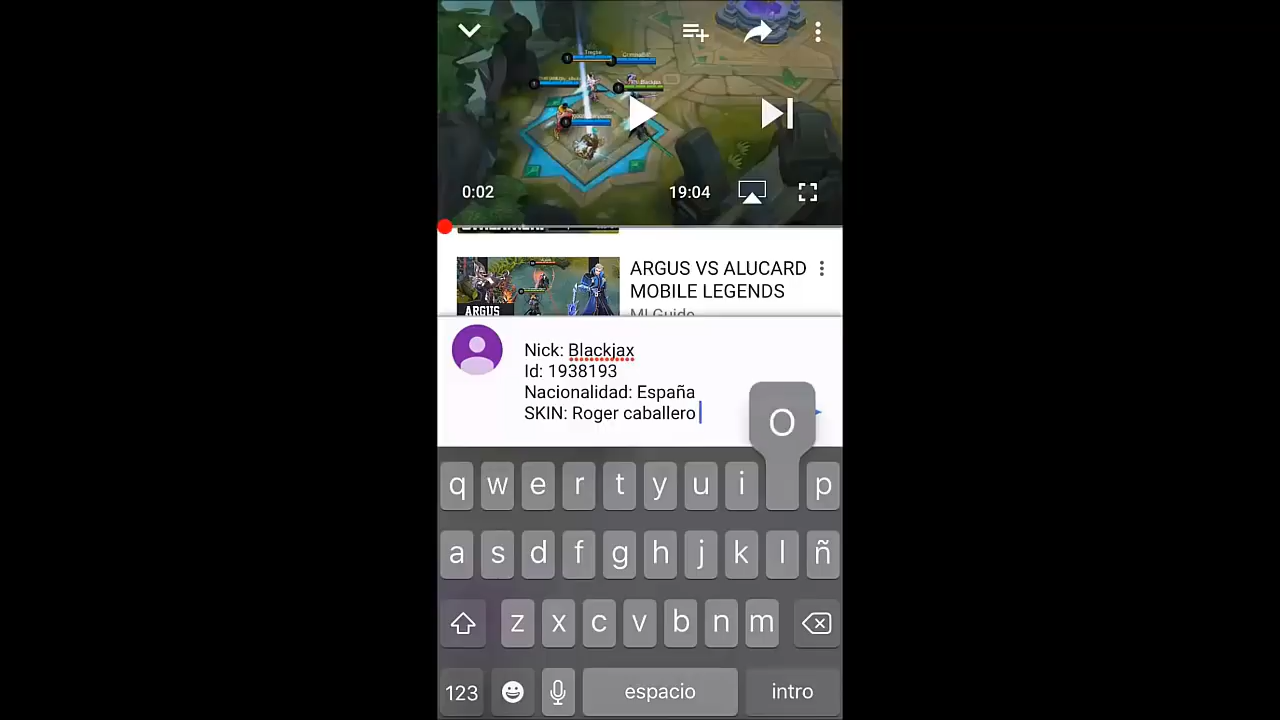 0:02
19:04
ARGUS VS ALUCARD
MOBILE LEGENDS
ARGUS
Nick: Blackjax
Id: 1938193
Nacionalidad: España
SKIN: Roger caballero
O
q w e r t y u i p
a s d f g h j k l ñ
z x c v b n m
123 espacio intro